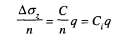 Δσ_z/n = C/n q = C_i q